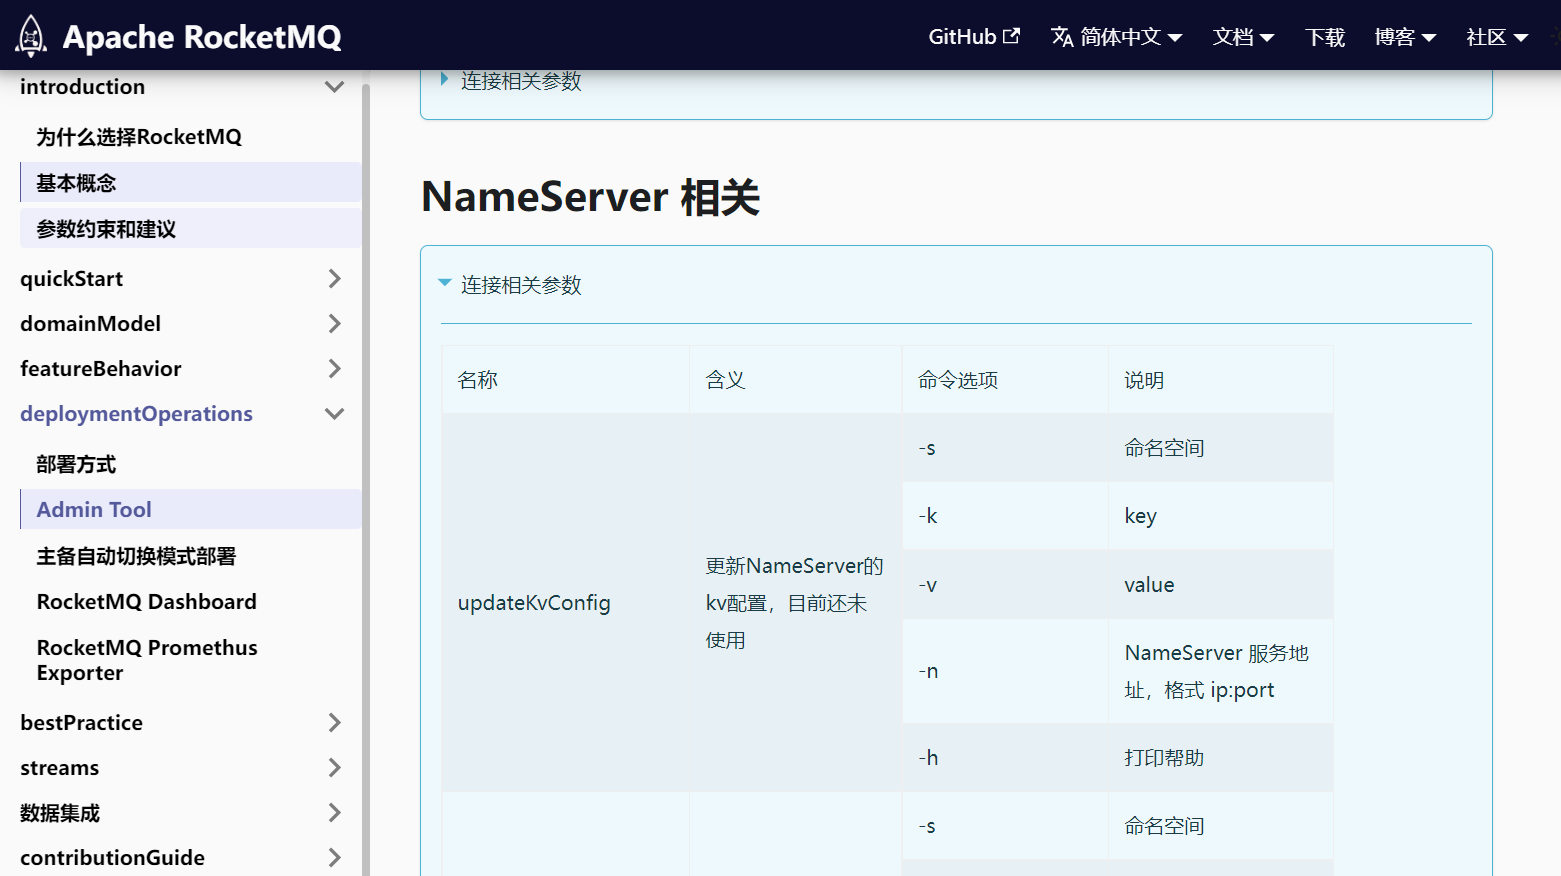 Apache RocketMQ
GitHub 简体中文 文档 下载 博客 社区
introduction
为什么选择RocketMQ
基本概念
参数约束和建议
quickStart
domainModel
featureBehavior
deploymentOperations
部署方式
Admin Tool
主备自动切换模式部署
RocketMQ Dashboard
RocketMQ Promethus
Exporter
bestPractice
streams
数据集成
contributionGuide
连接相关参数
NameServer 相关
连接相关参数
名称 含义 命令选项 说明
updateKvConfig
更新NameServer的
kv配置，目前还未
使用
-s 命名空间
-k key
-v value
-n NameServer 服务地
址，格式 ip:port
-h 打印帮助
-s 命名空间